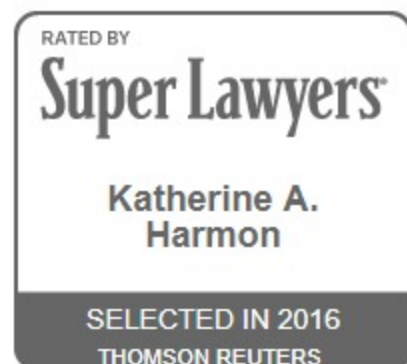 RATED BY
Super Lawyers®
Katherine A.
Harmon
SELECTED IN 2016
THOMSON REUTERS